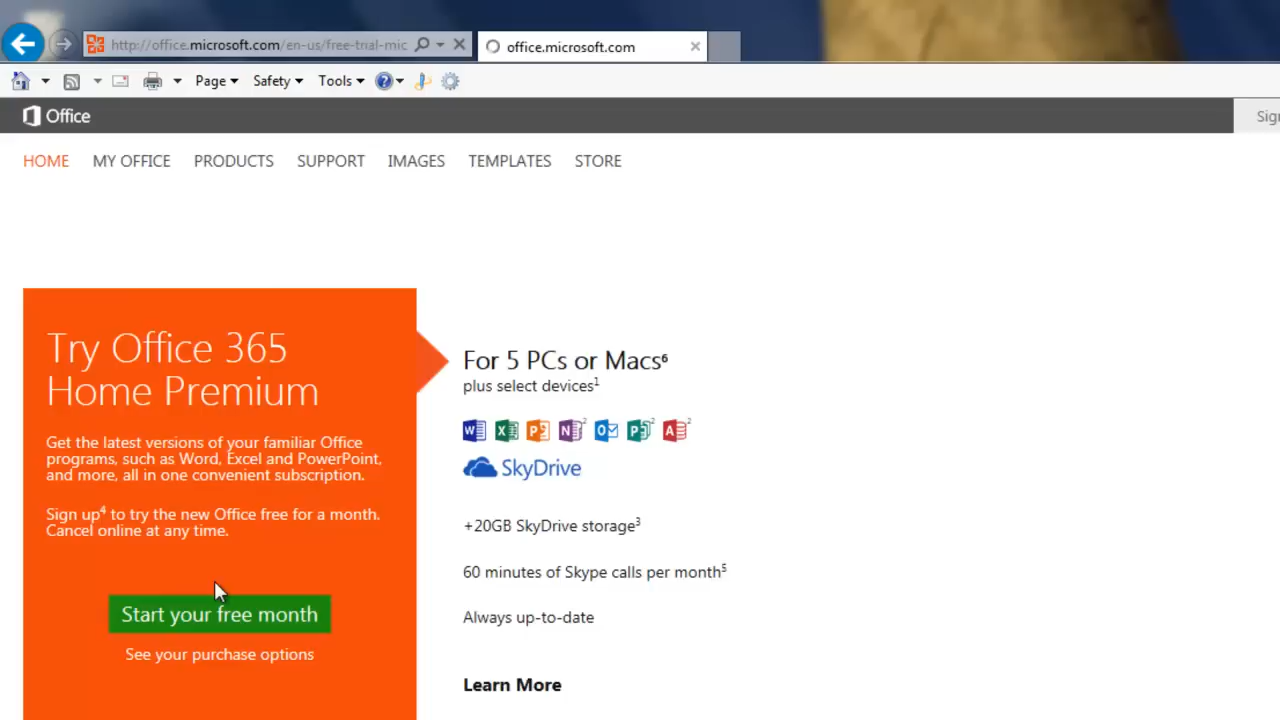 http://office.microsoft.com/en-us/free-trial-mic
office.microsoft.com
Page Safety Tools
Office
Sign
HOME MY OFFICE PRODUCTS SUPPORT IMAGES TEMPLATES STORE
Try Office 365
Home Premium
Get the latest versions of your familiar Office
programs, such as Word, Excel and PowerPoint,
and more, all in one convenient subscription.
Sign up4 to try the new Office free for a month.
Cancel online at any time.
Start your free month
See your purchase options
For 5 PCs or Macs6
plus select devices1
W X P N 2 O P 2 A 2
SkyDrive
+20GB SkyDrive storage3
60 minutes of Skype calls per month5
Always up-to-date
Learn More